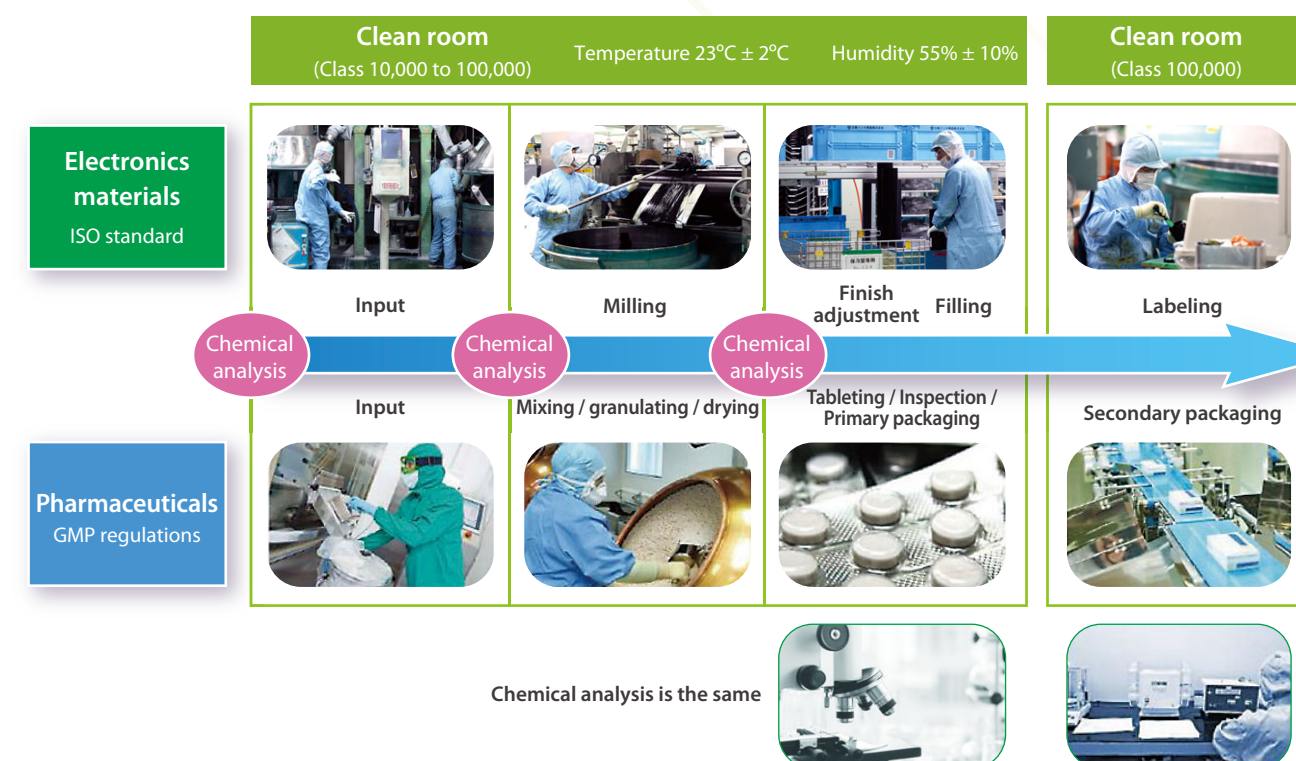 Clean room
(Class 10,000 to 100,000)
Temperature 23ºC ± 2ºC
Humidity 55% ± 10%
Clean room
(Class 100,000)
Electronics
materials
ISO standard
Input
Milling
Finish
adjustment
Filling
Labeling
Chemical
analysis
Chemical
analysis
Chemical
analysis
Input
Mixing / granulating / drying
Tableting / Inspection /
Primary packaging
Secondary packaging
Pharmaceuticals
GMP regulations
Chemical analysis is the same